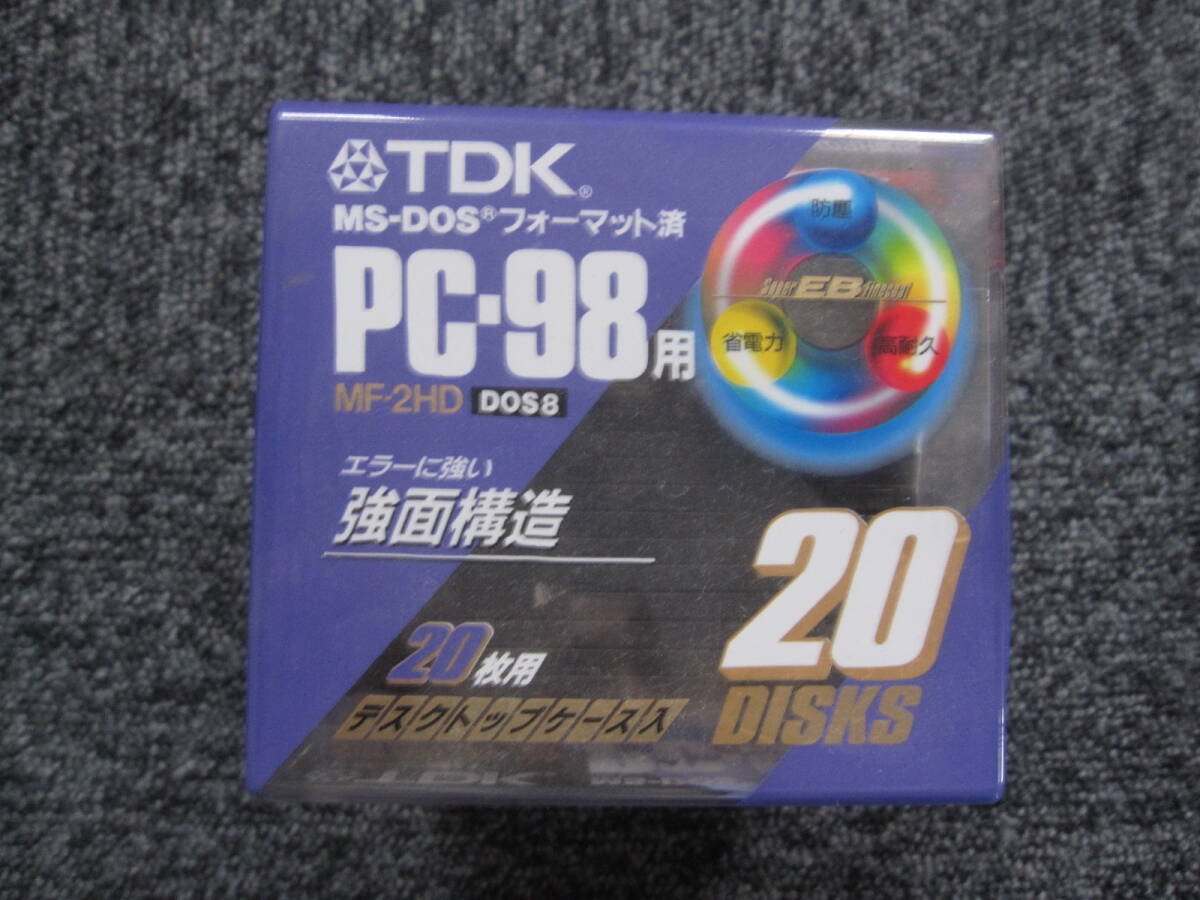 TDK®
MS-DOS®フォーマット済
PC-98用
MF-2HD DOS8
防塵
Super EB Finecoat
省電力
高耐久
エラーに強い
強面構造
20枚用
デスクトップケース入
20
DISKS
TDK